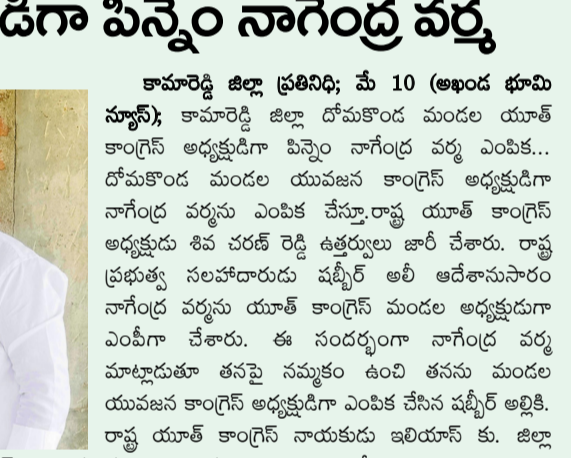 డిగా పిన్నెం నాగేంద్ర వర్మ
కామారెడ్డి జిల్లా ప్రతినిధి; మే 10 (అఖండ భూమి
న్యూస్); కామారెడ్డి జిల్లా దోమకొండ మండల యూత్
కాంగ్రెస్ అధ్యక్షుడిగా పిన్నెం నాగేంద్ర వర్మ ఎంపిక...
దోమకొండ మండల యువజన కాంగ్రెస్ అధ్యక్షుడిగా
నాగేంద్ర వర్మను ఎంపిక చేస్తూ.రాష్ట్ర యూత్ కాంగ్రెస్
అధ్యక్షుడు శివ చరణ్ రెడ్డి ఉత్తర్వులు జారీ చేశారు. రాష్ట్ర
ప్రభుత్వ సలహాదారుడు షబ్బీర్ అలీ ఆదేశానుసారం
నాగేంద్ర వర్మను యూత్ కాంగ్రెస్ మండల అధ్యక్షుడుగా
ఎంపీగా చేశారు. ఈ సందర్భంగా నాగేంద్ర వర్మ
మాట్లాడుతూ తనపై నమ్మకం ఉంచి తనను మండల
యువజన కాంగ్రెస్ అధ్యక్షుడిగా ఎంపిక చేసిన షబ్బీర్ అల్లికి.
రాష్ట్ర యూత్ కాంగ్రెస్ నాయకుడు ఇలియాస్ కు. జిల్లా